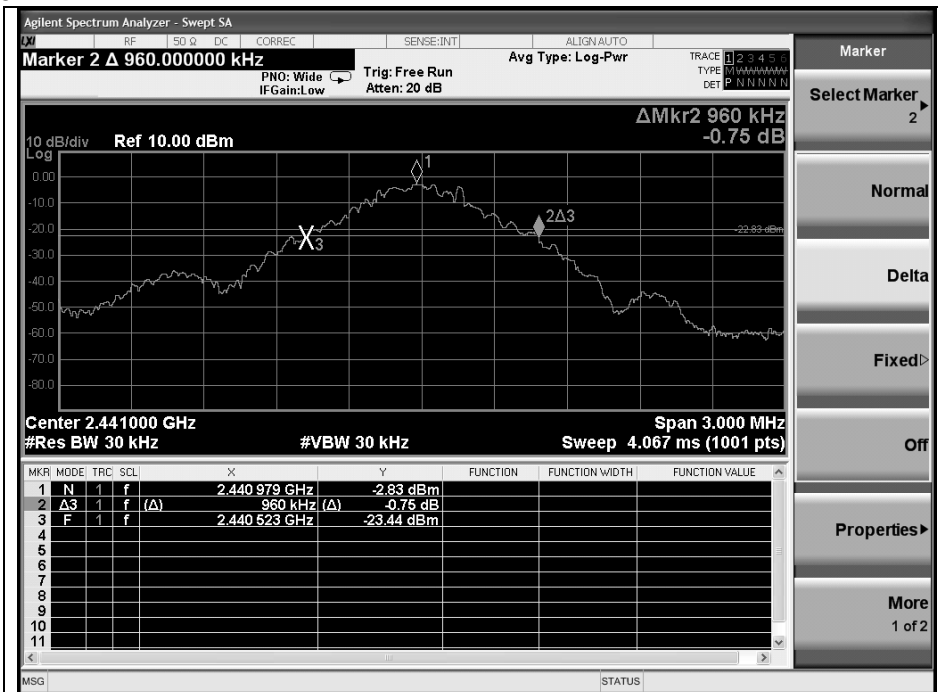 Agilent Spectrum Analyzer - Swept SA
LXI RF 50 Ω DC CORREC SENSE:INT ALIGN AUTO
Marker 2 Δ 960.000000 kHz
PNO: Wide
IFGain:Low
Trig: Free Run
Atten: 20 dB
Avg Type: Log-Pwr
TRACE 1 2 3 4 5 6
TYPE M
DET P N N N N N
ΔMkr2 960 kHz
-0.75 dB
10 dB/div Ref 10.00 dBm
Log
0.00
-10.0
-20.0
-30.0
-40.0
-50.0
-60.0
-70.0
-80.0
1
2Δ3
3
-22.83 dBm
Center 2.441000 GHz Span 3.000 MHz
#Res BW 30 kHz #VBW 30 kHz Sweep 4.067 ms (1001 pts)
MKR MODE TRC SCL X Y FUNCTION FUNCTION WIDTH FUNCTION VALUE
1 N 1 f 2.440 979 GHz -2.83 dBm
2 Δ3 1 f (Δ) 960 kHz (Δ) -0.75 dB
3 F 1 f 2.440 523 GHz -23.44 dBm
4
5
6
7
8
9
10
11
MSG STATUS
Marker
Select Marker
2
Normal
Delta
Fixed
Off
Properties
More
1 of 2